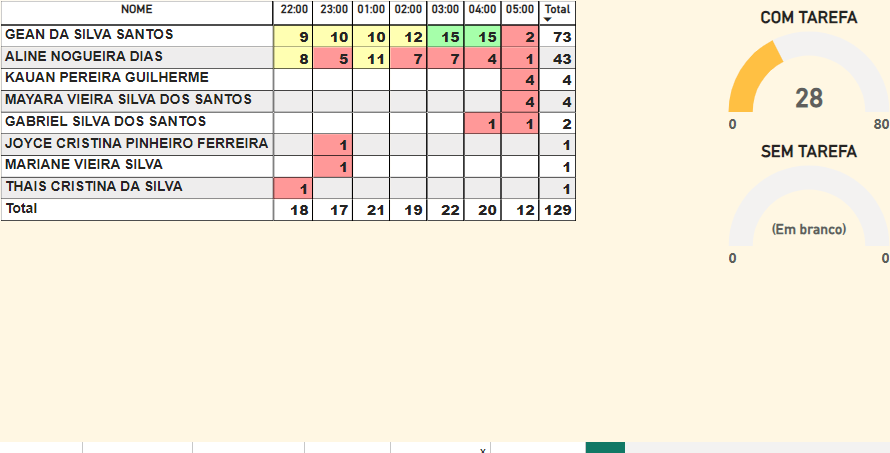 NOME 22:00 23:00 01:00 02:00 03:00 04:00 05:00 Total
GEAN DA SILVA SANTOS 9 10 10 12 15 15 2 73
ALINE NOGUEIRA DIAS 8 5 11 7 7 4 1 43
KAUAN PEREIRA GUILHERME 4 4
MAYARA VIEIRA SILVA DOS SANTOS 4 4
GABRIEL SILVA DOS SANTOS 1 1 2
JOYCE CRISTINA PINHEIRO FERREIRA 1 1
MARIANE VIEIRA SILVA 1 1
THAIS CRISTINA DA SILVA 1 1
Total 18 17 21 19 22 20 12 129
COM TAREFA
28
0 80
SEM TAREFA
(Em branco)
0 0
x